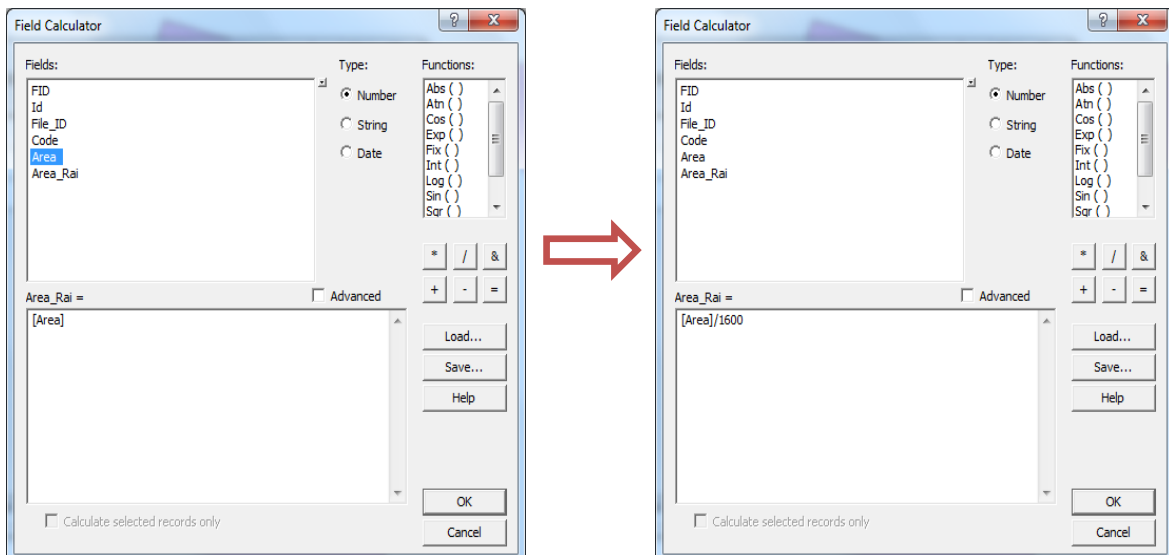 Field Calculator
Fields:
FID
Id
File_ID
Code
Area
Area_Rai
Type:
Number
String
Date
Functions:
Abs ( )
Atn ( )
Cos ( )
Exp ( )
Fix ( )
Int ( )
Log ( )
Sin ( )
Sqr ( )
* / &
+ - =
Area_Rai =
Advanced
[Area]
Load...
Save...
Help
Calculate selected records only
OK
Cancel
Field Calculator
Fields:
FID
Id
File_ID
Code
Area
Area_Rai
Type:
Number
String
Date
Functions:
Abs ( )
Atn ( )
Cos ( )
Exp ( )
Fix ( )
Int ( )
Log ( )
Sin ( )
Sqr ( )
* / &
+ - =
Area_Rai =
Advanced
[Area]/1600
Load...
Save...
Help
Calculate selected records only
OK
Cancel